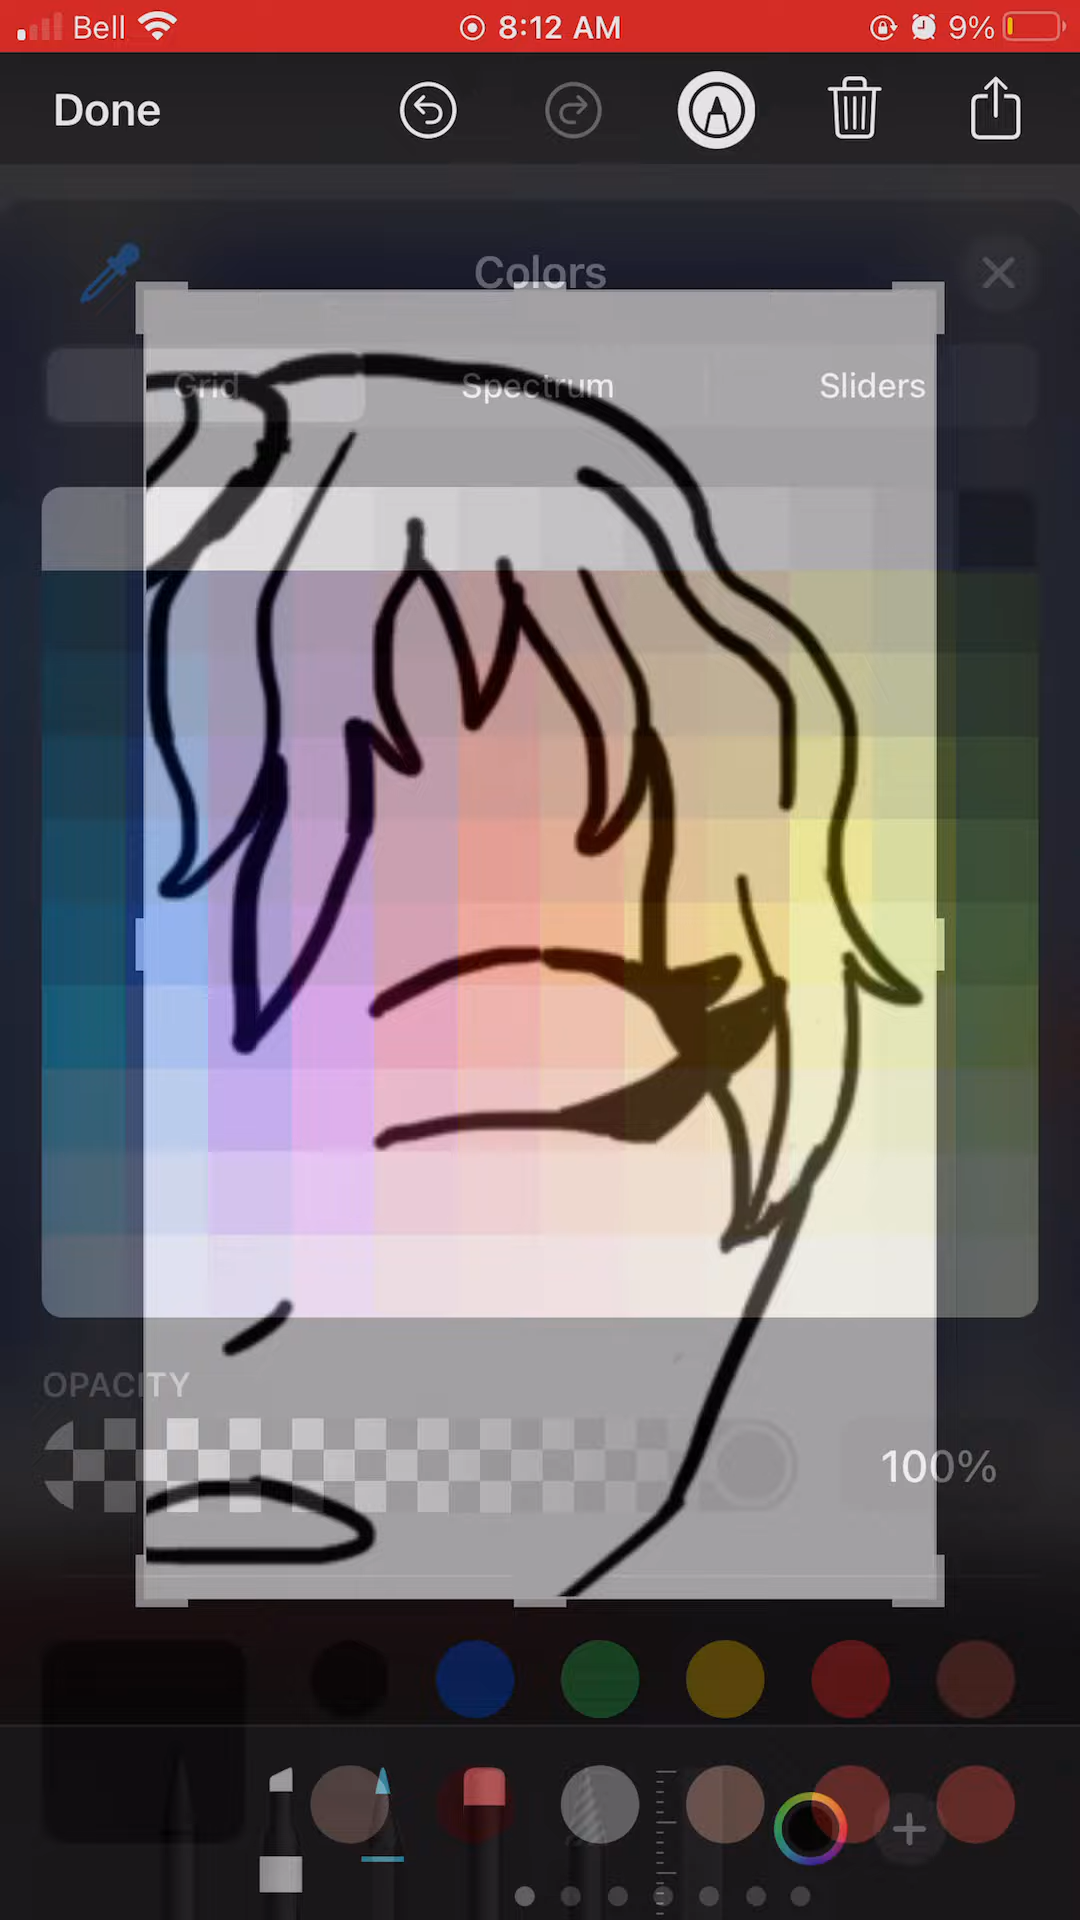 Bell 8:12 AM 9%
Done
Colors
Grid Spectrum Sliders
OPACITY
100%